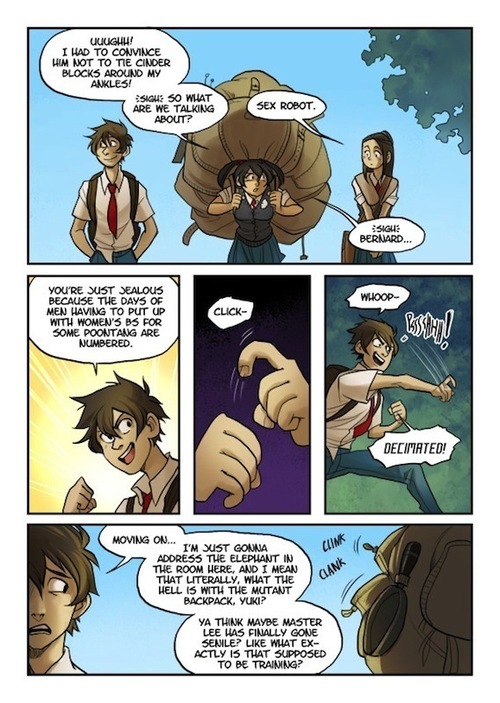 UUUGHH!
I HAD TO CONVINCE
HIM NOT TO TIE CINDER
BLOCKS AROUND MY
ANKLES!
:SIGH: SO WHAT
ARE WE TALKING
ABOUT?
SEX ROBOT.
:SIGH:
BERNARD...
YOU'RE JUST JEALOUS
BECAUSE THE DAYS OF
MEN HAVING TO PUT UP
WITH WOMEN'S BS FOR
SOME POONTANG ARE
NUMBERED.
CLICK-
WHOOP-
DECIMATED!
MOVING ON...
I'M JUST GONNA
ADDRESS THE ELEPHANT IN
THE ROOM HERE, AND I MEAN
THAT LITERALLY, WHAT THE
HELL IS WITH THE MUTANT
BACKPACK, YUKI?
YA THINK MAYBE MASTER
LEE HAS FINALLY GONE
SENILE? LIKE WHAT EX-
ACTLY IS THAT SUPPOSED
TO BE TRAINING?
CLINK
CLANK